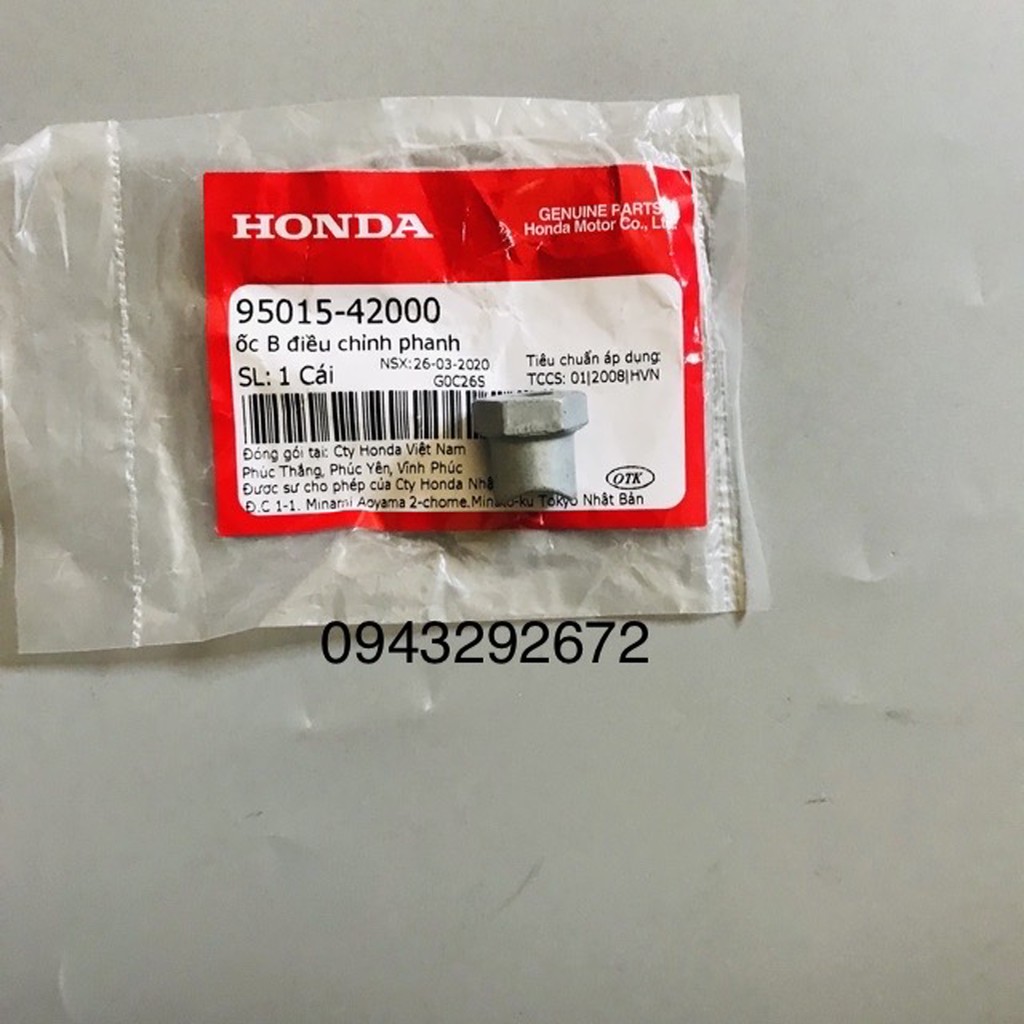 HONDA
GENUINE PARTS
Honda Motor Co.,
95015-42000
ốc B điều chỉnh phanh
NSX: 26-03-2020
SL: 1 Cái
G0C26S
Tiêu chuẩn áp dụng:
TCCS: 01|2008|HVN
Đóng gói tại: Cty Honda Việt Nam
Phúc Thắng, Phúc Yên, Vĩnh Phúc
Được sự cho phép của Cty Honda
Đ.C 1-1. Minami Aoyama 2-chome.Minato-ku Tokyo Nhật Bản
OTK
0943292672